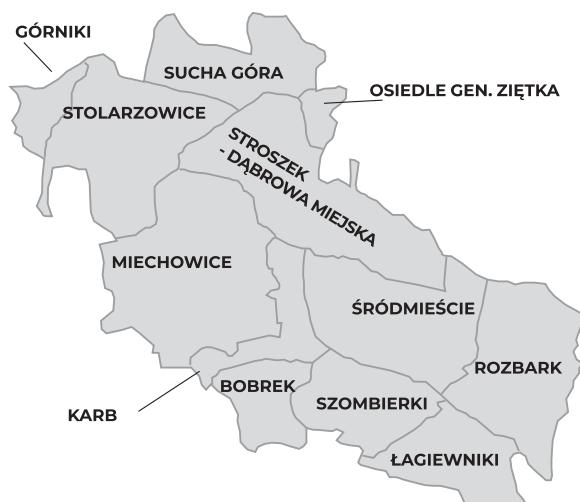 GÓRNIKI
SUCHA GÓRA
OSIEDLE GEN. ZIĘTKA
STOLARZOWICE
STROSZEK
- DĄBROWA MIEJSKA
MIECHOWICE
ŚRÓDMIEŚCIE
ROZBARK
BOBREK
SZOMBIERKI
KARB
ŁAGIEWNIKI